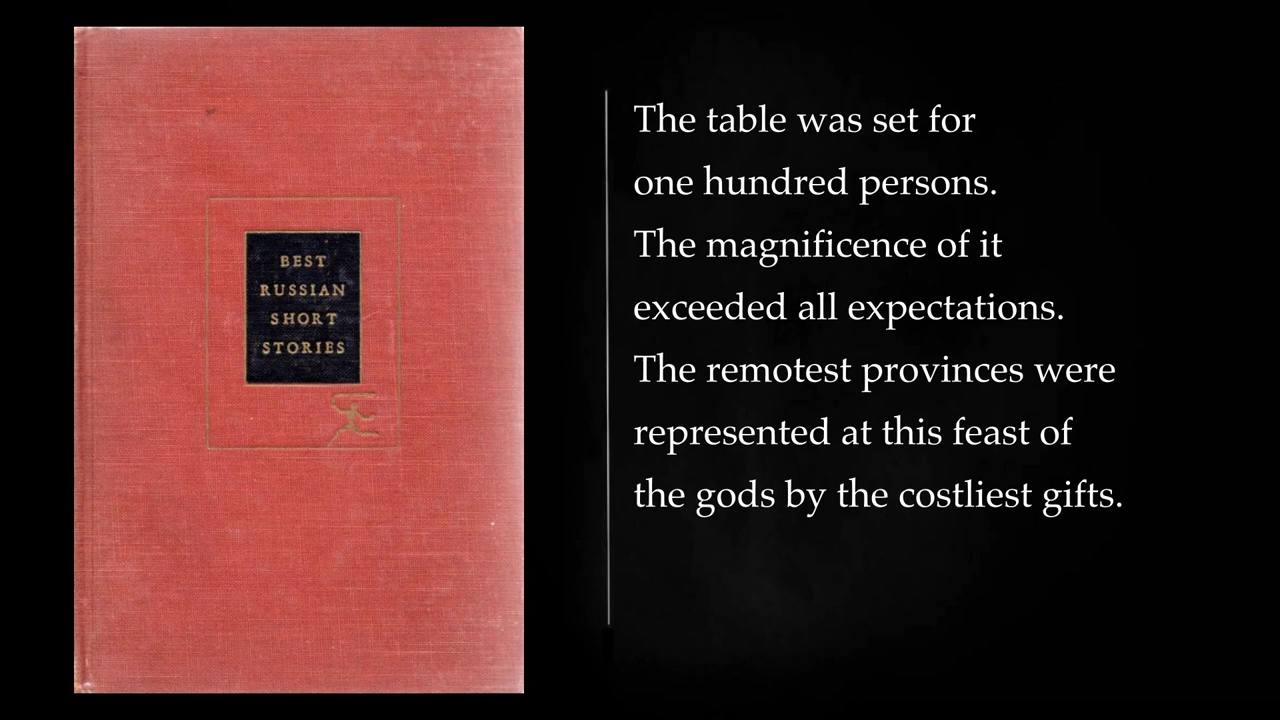 BEST
RUSSIAN
SHORT
STORIES
The table was set for
one hundred persons.
The magnificence of it
exceeded all expectations.
The remotest provinces were
represented at this feast of
the gods by the costliest gifts.